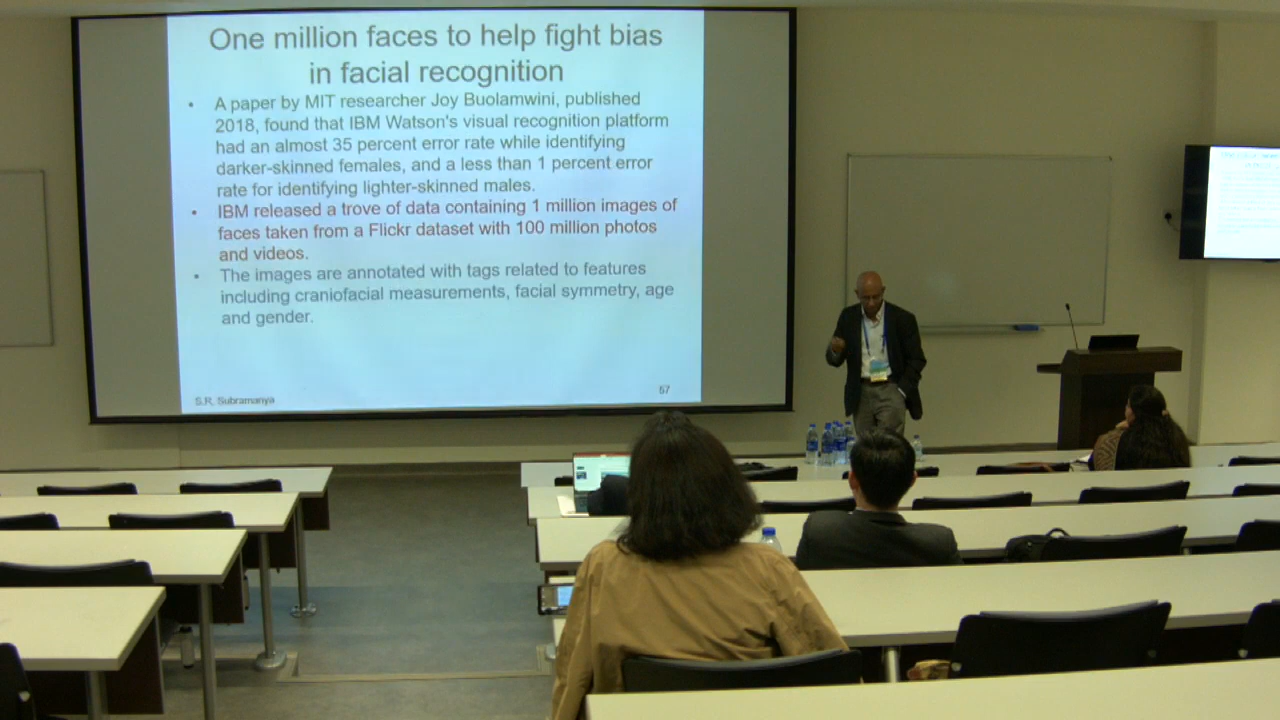 One million faces to help fight bias
in facial recognition
• A paper by MIT researcher Joy Buolamwini, published
2018, found that IBM Watson's visual recognition platform
had an almost 35 percent error rate while identifying
darker-skinned females, and a less than 1 percent error
rate for identifying lighter-skinned males.
• IBM released a trove of data containing 1 million images of
faces taken from a Flickr dataset with 100 million photos
and videos.
• The images are annotated with tags related to features
including craniofacial measurements, facial symmetry, age
and gender.
S.R. Subramanya
57